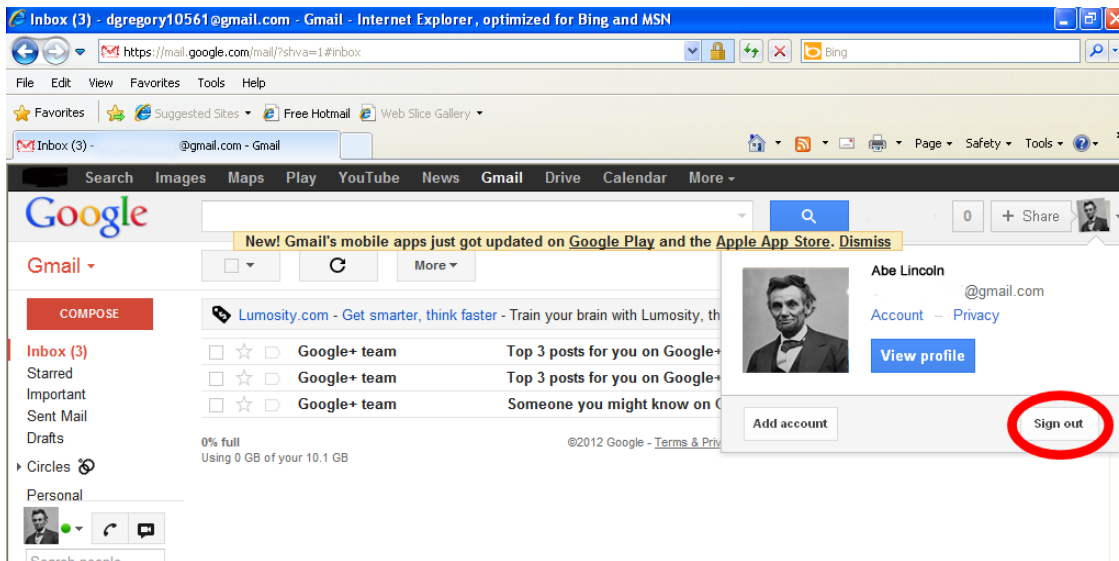 Inbox (3) - dgregory10561@gmail.com - Gmail - Internet Explorer, optimized for Bing and MSN
https://mail.google.com/mail/?shva=1#inbox
Bing
File Edit View Favorites Tools Help
Favorites Suggested Sites Free Hotmail Web Slice Gallery
Inbox (3) - @gmail.com - Gmail Page Safety Tools
Search Images Maps Play YouTube News Gmail Drive Calendar More
Google 0 + Share
New! Gmail's mobile apps just got updated on Google Play and the Apple App Store. Dismiss
Gmail More
Abe Lincoln
@gmail.com
Account – Privacy
View profile
Add account Sign out
COMPOSE
Lumosity.com - Get smarter, think faster - Train your brain with Lumosity, th
Inbox (3)
Starred
Important
Sent Mail
Drafts
Circles
Personal
Google+ team Top 3 posts for you on Google+
Google+ team Top 3 posts for you on Google+
Google+ team Someone you might know on
0% full
Using 0 GB of your 10.1 GB
©2012 Google - Terms & Priv
Search people